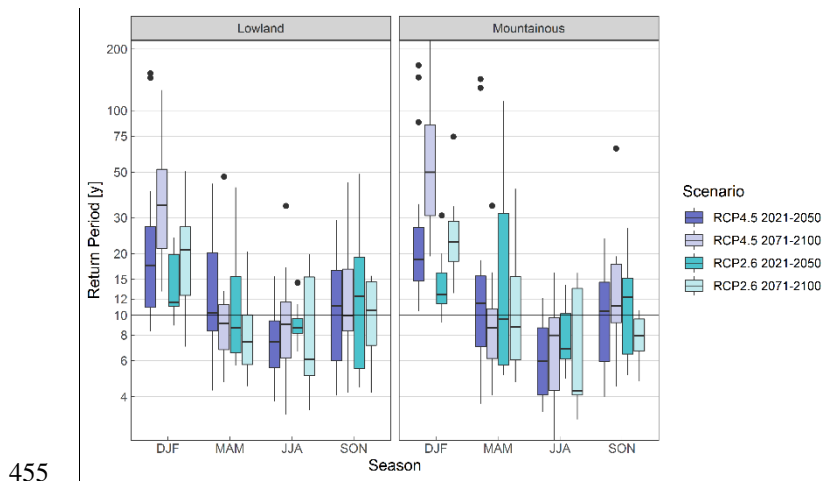 Lowland Mountainous
200
100
75
50
30
20
15
12
10
8
6
4
Return Period [y]
DJF MAM JJA SON DJF MAM JJA SON
Season
Scenario
RCP4.5 2021-2050
RCP4.5 2071-2100
RCP2.6 2021-2050
RCP2.6 2071-2100
455